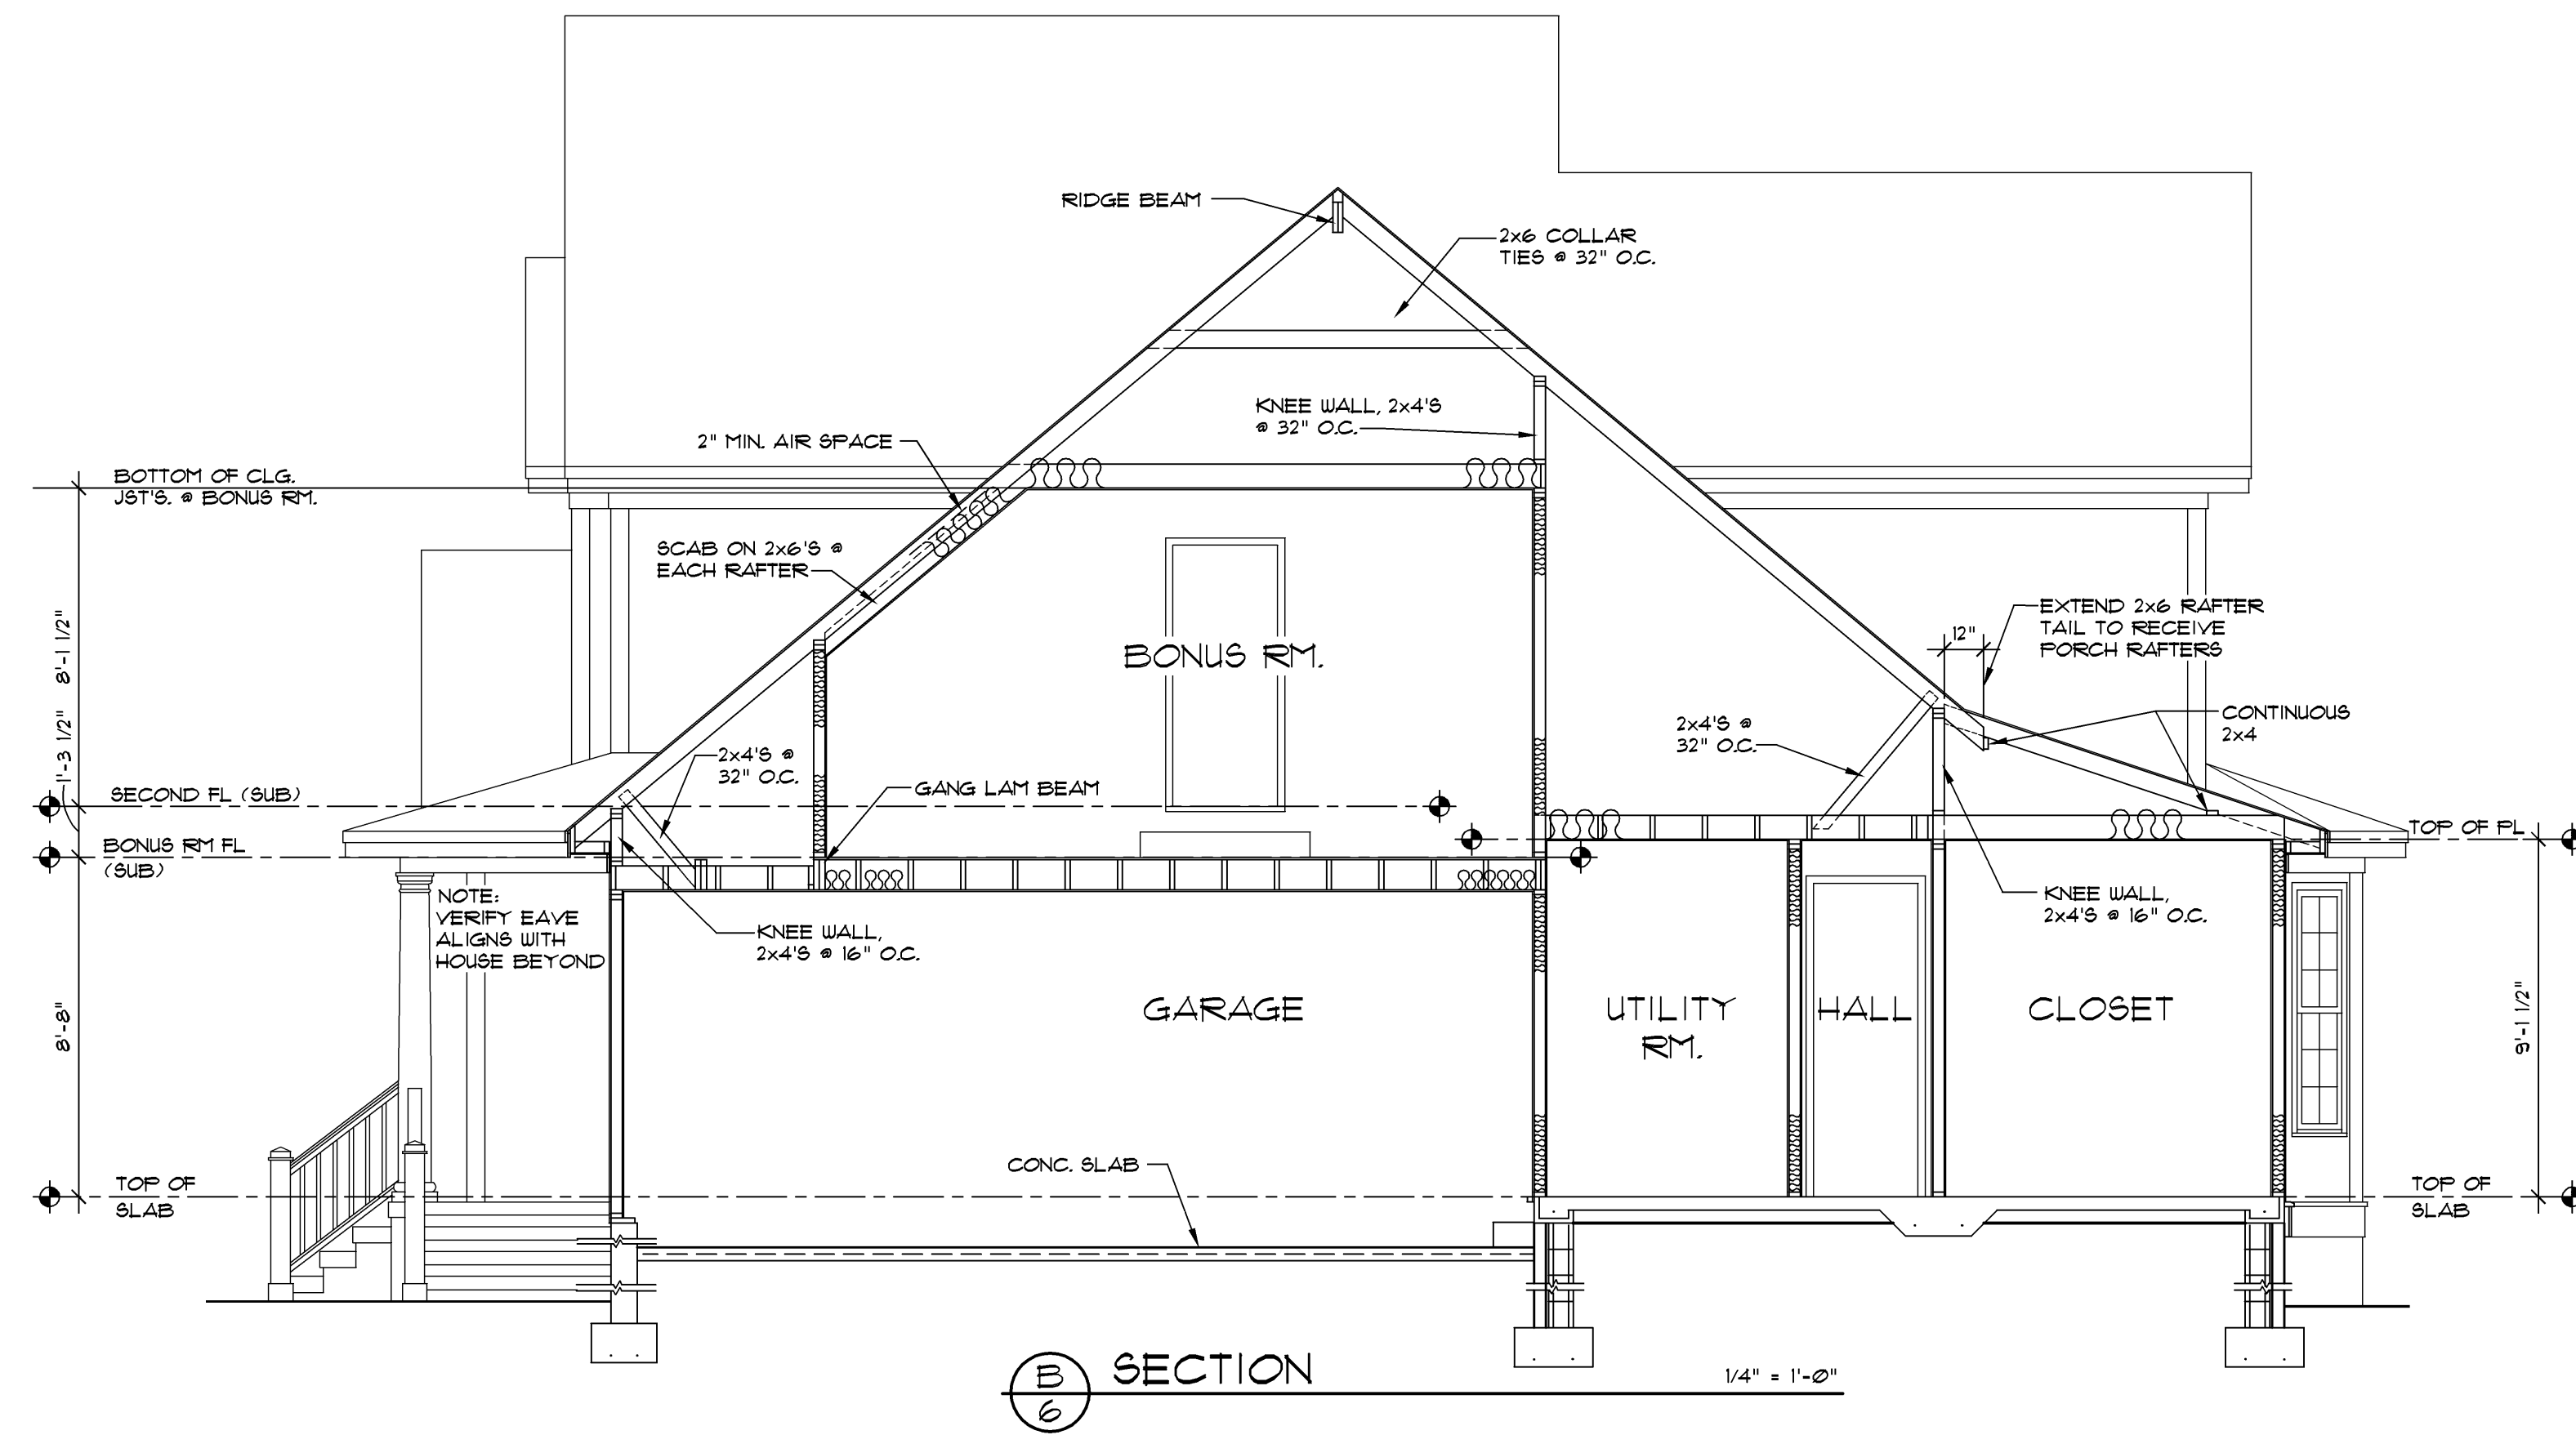 RIDGE BEAM
2x6 COLLAR
TIES @ 32" O.C.
KNEE WALL, 2x4'S
@ 32" O.C.
2" MIN. AIR SPACE
BOTTOM OF CLG.
JST'S. @ BONUS RM.
SCAB ON 2x6'S @
EACH RAFTER
8'-1 1/2"
BONUS RM.
12"
EXTEND 2x6 RAFTER
TAIL TO RECEIVE
PORCH RAFTERS
CONTINUOUS
2x4
2x4'S @
32" O.C.
2x4'S @
32" O.C.
1'-3 1/2"
GANG LAM BEAM
SECOND FL (SUB)
BONUS RM FL
(SUB)
TOP OF PL
NOTE:
VERIFY EAVE
ALIGNS WITH
HOUSE BEYOND
KNEE WALL,
2x4'S @ 16" O.C.
KNEE WALL,
2x4'S @ 16" O.C.
8'-8"
GARAGE
UTILITY
RM.
HALL
CLOSET
9'-1 1/2"
CONC. SLAB
TOP OF
SLAB
TOP OF
SLAB
B
6
SECTION
1/4" = 1'-0"